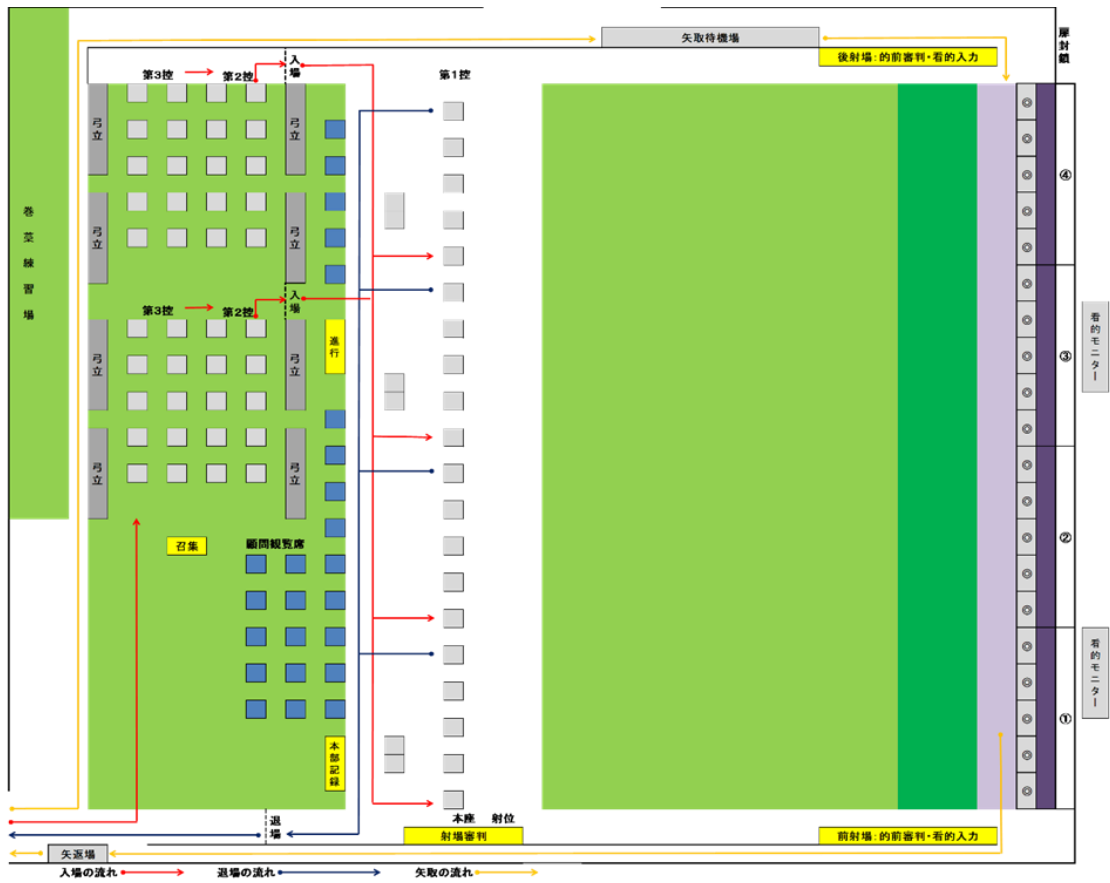 矢取待機場
扉封鎖
後射場:的前審判・看的入力
入場
第3控
第2控
第1控
弓立
弓立
④
巻菱練習場
弓立
弓立
入場
第3控
第2控
進行
看的モニター
③
弓立
弓立
弓立
弓立
②
召集
顧問観覧席
看的モニター
①
本部記録
退場
本座
射位
射場審判
前射場:的前審判・看的入力
矢返場
入場の流れ
退場の流れ
矢取の流れ